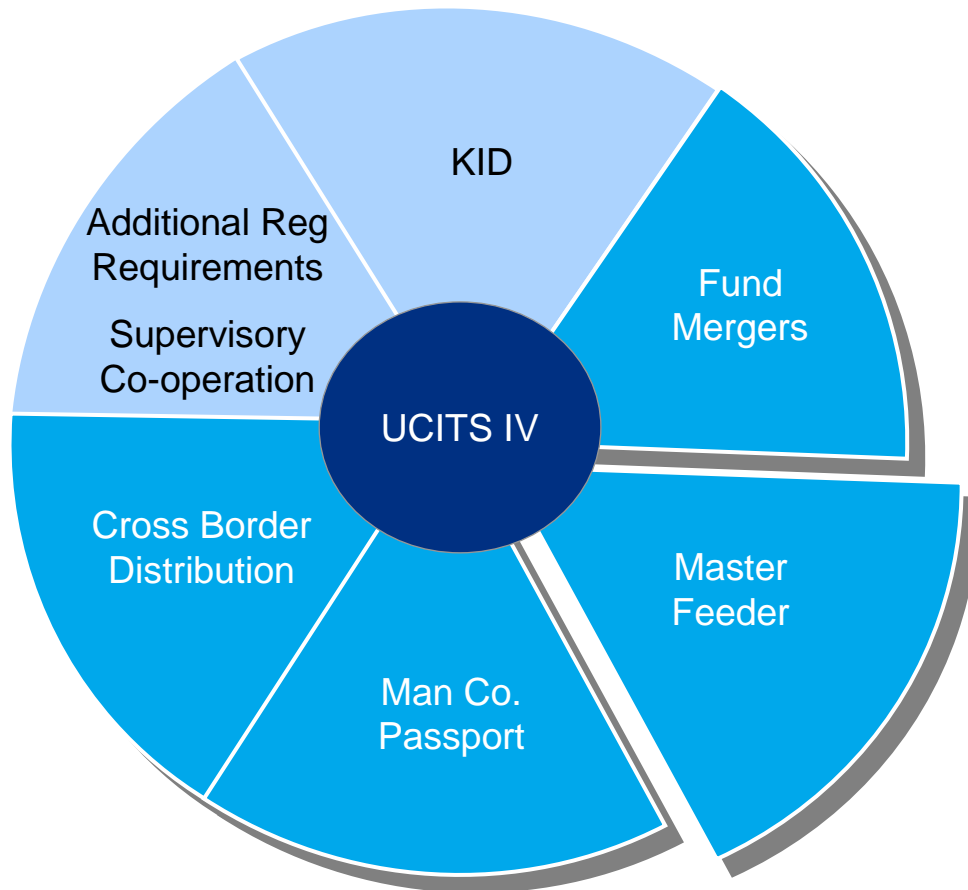 KID
Additional Reg
Requirements
Supervisory
Co-operation
Fund
Mergers
UCITS IV
Cross Border
Distribution
Master
Feeder
Man Co.
Passport